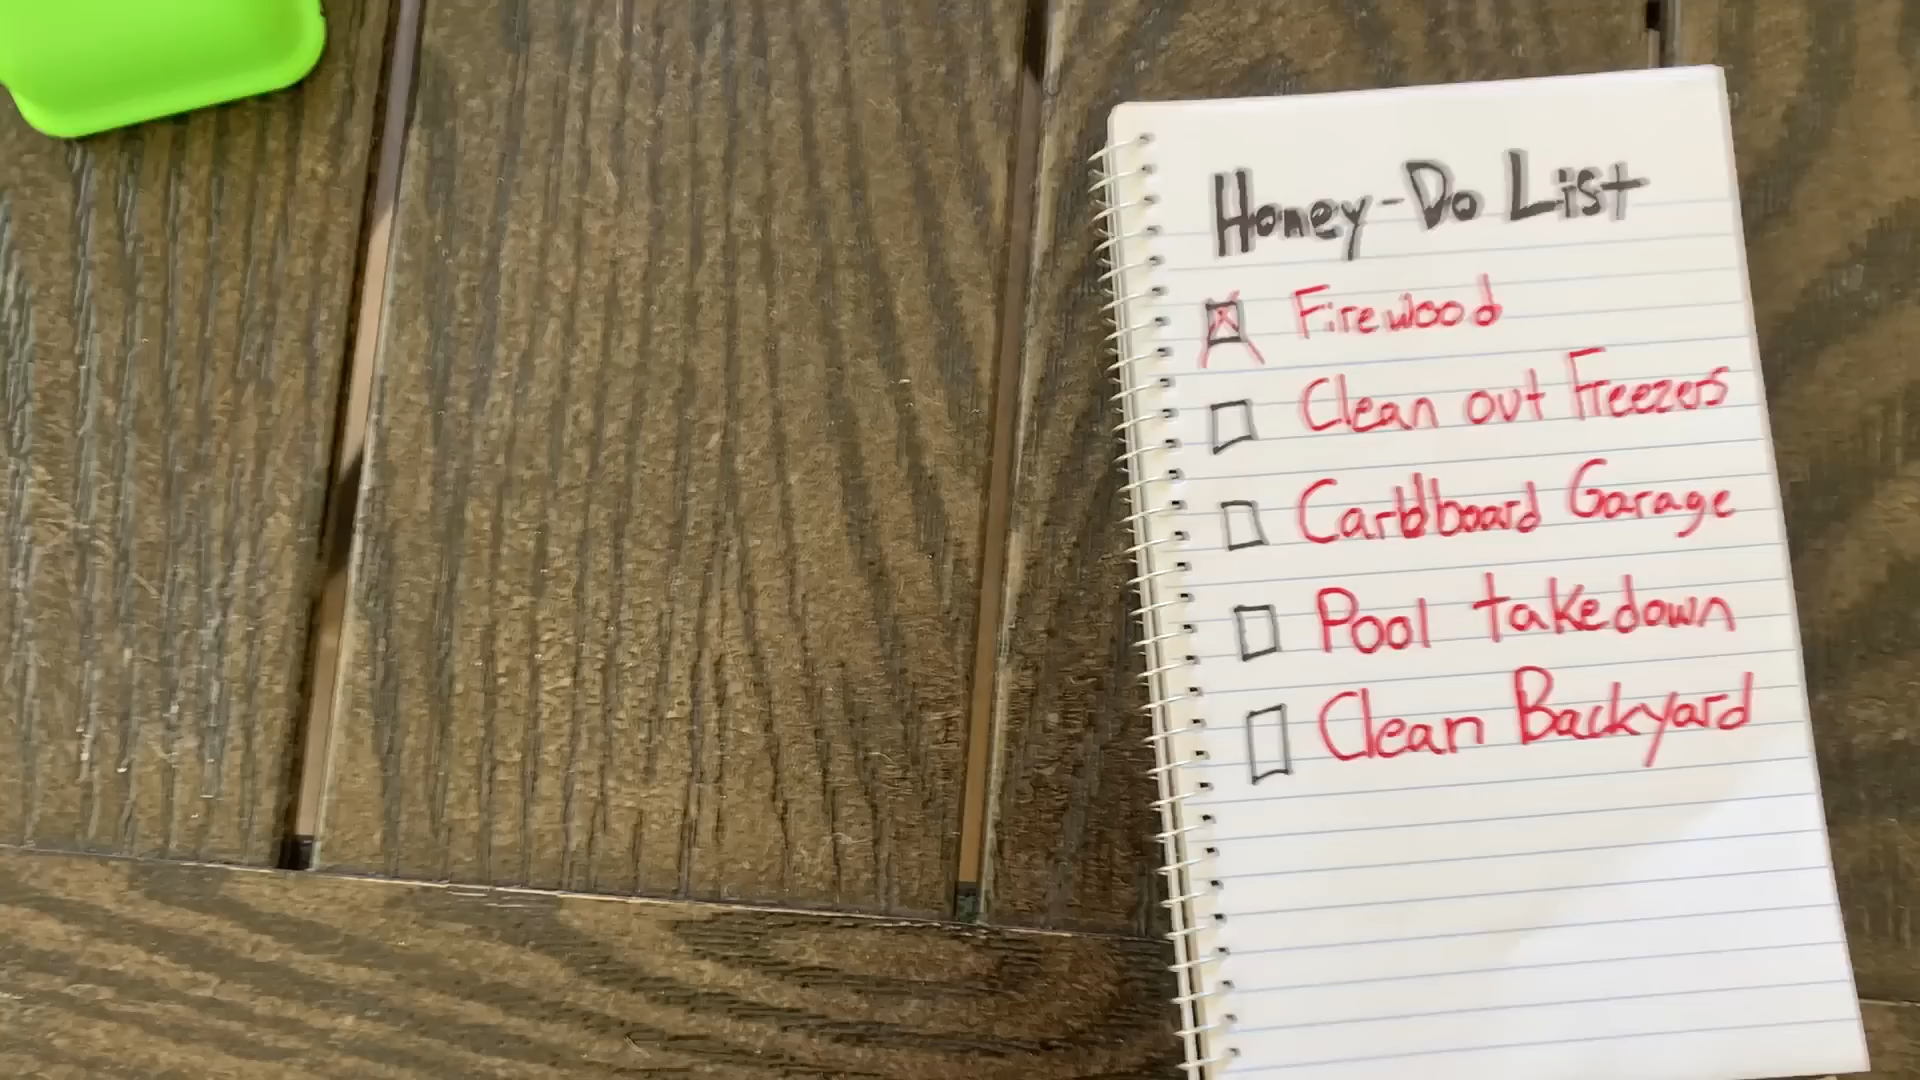 Honey-Do List
Firewood
Clean out Freezers
Cardboard Garage
Pool takedown
Clean Backyard